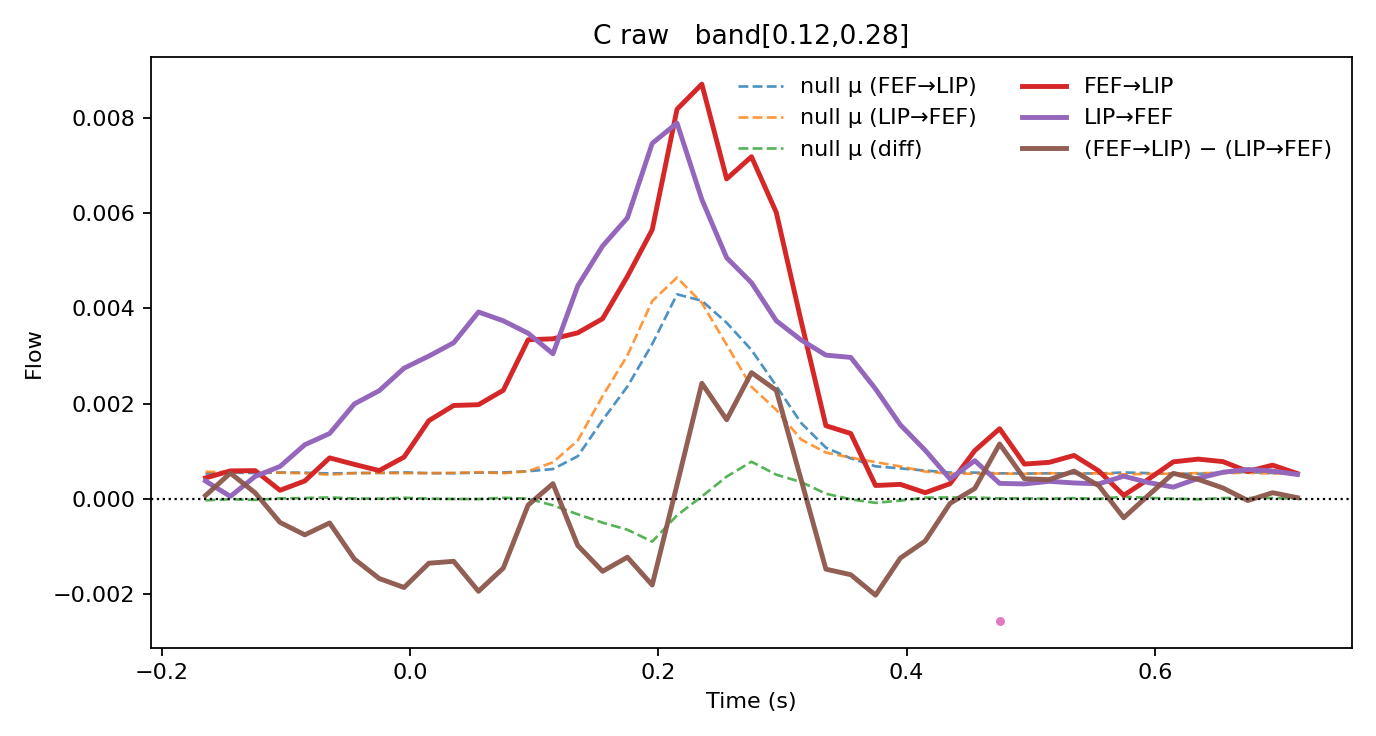 C raw   band[0.12,0.28]
null μ (FEF→LIP)
null μ (LIP→FEF)
null μ (diff)
FEF→LIP
LIP→FEF
(FEF→LIP) − (LIP→FEF)
Flow
0.008
0.006
0.004
0.002
0.000
−0.002
−0.2
0.0
0.2
0.4
0.6
Time (s)